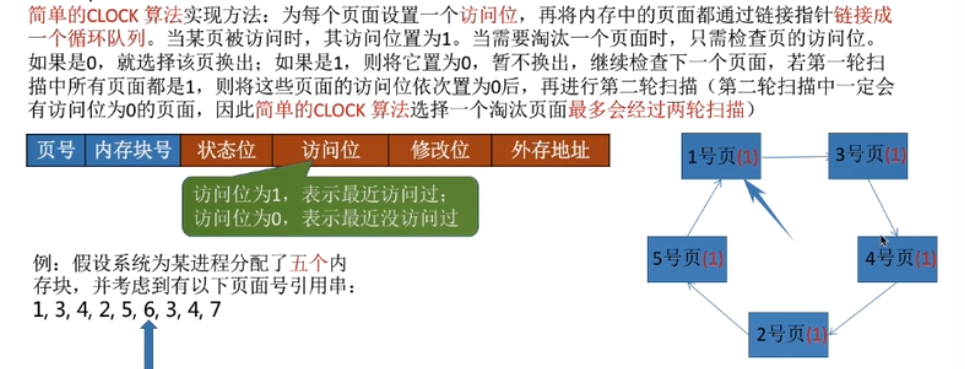 简单的CLOCK 算法实现方法：为每个页面设置一个访问位，再将内存中的页面都通过链接指针链接成
一个循环队列。当某页被访问时，其访问位置为1。当需要淘汰一个页面时，只需检查页的访问位。
如果是0，就选择该页换出；如果是1，则将它置为0，暂不换出，继续检查下一个页面，若第一轮扫
描中所有页面都是1，则将这些页面的访问位依次置为0后，再进行第二轮扫描（第二轮扫描中一定会
有访问位为0的页面，因此简单的CLOCK 算法选择一个淘汰页面最多会经过两轮扫描）
页号 内存块号 状态位 访问位 修改位 外存地址
访问位为1，表示最近访问过；
访问位为0，表示最近没访问过
例：假设系统为某进程分配了五个内
存块，并考虑到有以下页面号引用串：
1, 3, 4, 2, 5, 6, 3, 4, 7
1号页(1)
3号页(1)
5号页(1)
4号页(1)
2号页(1)